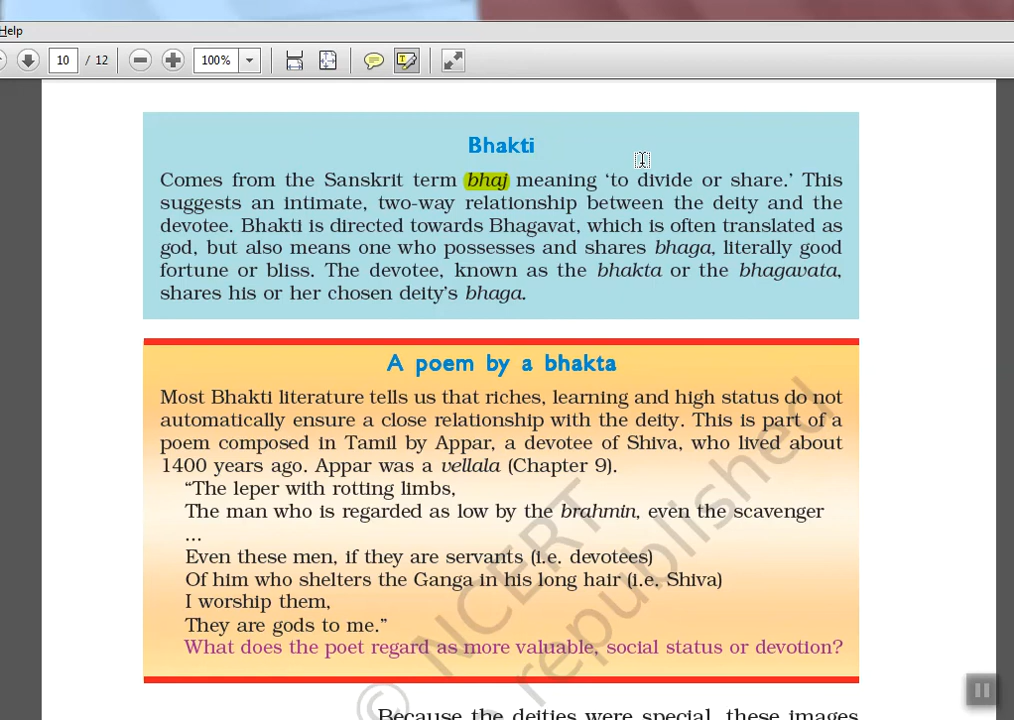 Help
10 / 12 100%
Bhakti
Comes from the Sanskrit term bhaj meaning ‘to divide or share.’ This
suggests an intimate, two-way relationship between the deity and the
devotee. Bhakti is directed towards Bhagavat, which is often translated as
god, but also means one who possesses and shares bhaga, literally good
fortune or bliss. The devotee, known as the bhakta or the bhagavata,
shares his or her chosen deity’s bhaga.
A poem by a bhakta
Most Bhakti literature tells us that riches, learning and high status do not
automatically ensure a close relationship with the deity. This is part of a
poem composed in Tamil by Appar, a devotee of Shiva, who lived about
1400 years ago. Appar was a vellala (Chapter 9).
“The leper with rotting limbs,
The man who is regarded as low by the brahmin, even the scavenger
...
Even these men, if they are servants (i.e. devotees)
Of him who shelters the Ganga in his long hair (i.e. Shiva)
I worship them,
They are gods to me.”
What does the poet regard as more valuable, social status or devotion?
© NCERT
republished
Because the deities were special, these images